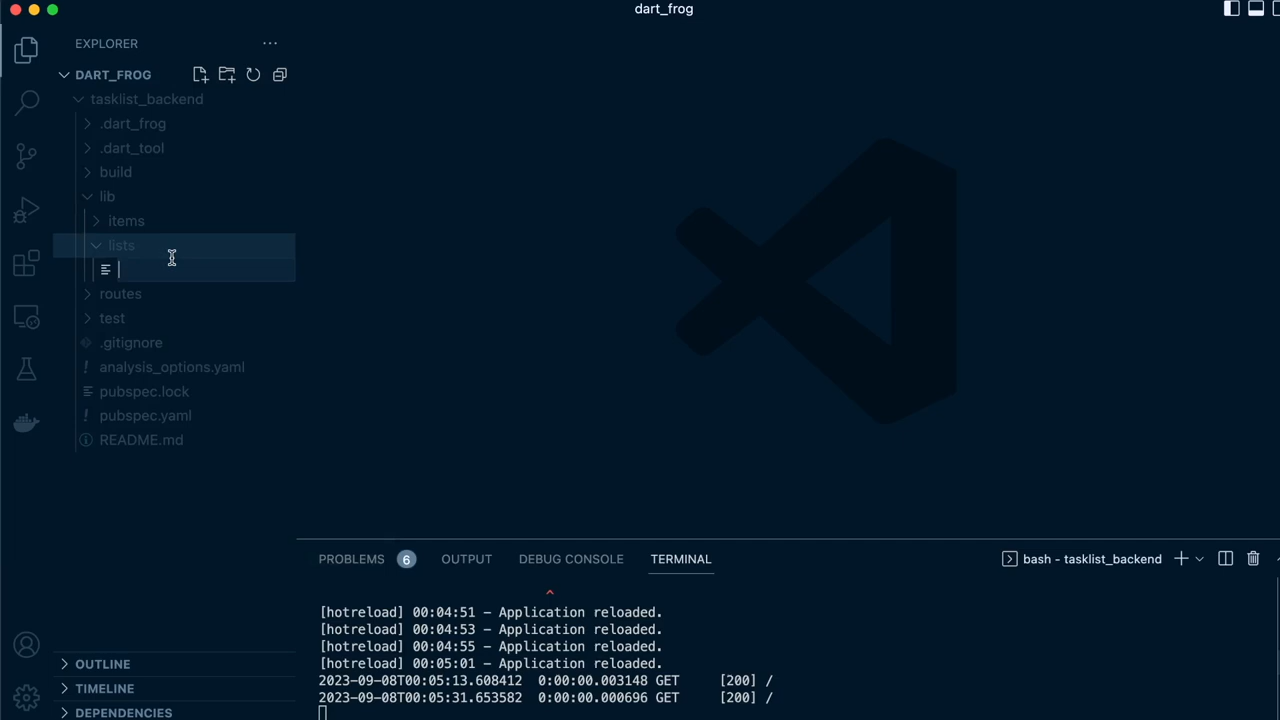 dart_frog
EXPLORER
DART_FROG
tasklist_backend
.dart_frog
.dart_tool
build
lib
items
lists
routes
test
.gitignore
analysis_options.yaml
pubspec.lock
pubspec.yaml
README.md
OUTLINE
TIMELINE
DEPENDENCIES
PROBLEMS 6 OUTPUT DEBUG CONSOLE TERMINAL bash - tasklist_backend
^
[hotreload] 00:04:51 - Application reloaded.
[hotreload] 00:04:53 - Application reloaded.
[hotreload] 00:04:55 - Application reloaded.
[hotreload] 00:05:01 - Application reloaded.
2023-09-08T00:05:13.608412 0:00:00.003148 GET [200] /
2023-09-08T00:05:31.653582 0:00:00.000696 GET [200] /